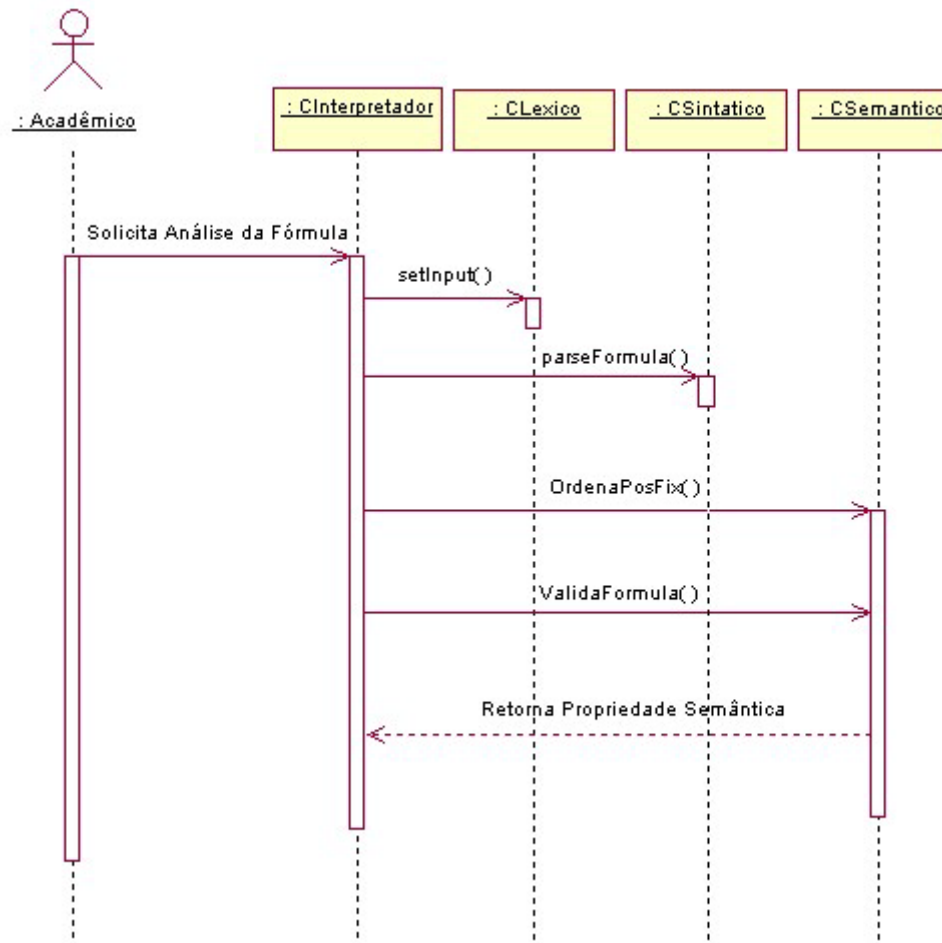 : Acadêmico
: CInterpretador
: CLexico
: CSintatico
: CSemantico
Solicita Análise da Fórmula
setInput( )
parseFormula( )
OrdenaPosFix( )
ValidaFormula( )
Retorna Propriedade Semântica